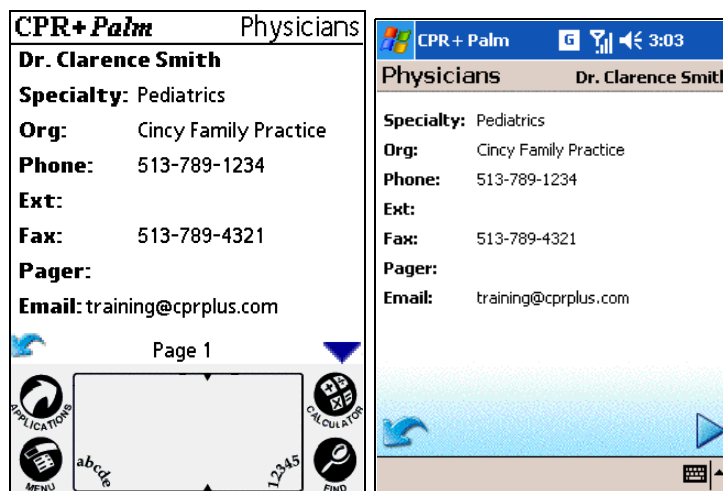 CPR+ Palm Physicians
Dr. Clarence Smith
Specialty: Pediatrics
Org: Cincy Family Practice
Phone: 513-789-1234
Ext:
Fax: 513-789-4321
Pager:
Email: training@cprplus.com
Page 1
APPLICATIONS
CALCULATOR
MENU
abcde
12345
FIND
CPR+ Palm G 3:03
Physicians Dr. Clarence Smith
Specialty: Pediatrics
Org: Cincy Family Practice
Phone: 513-789-1234
Ext:
Fax: 513-789-4321
Pager:
Email: training@cprplus.com